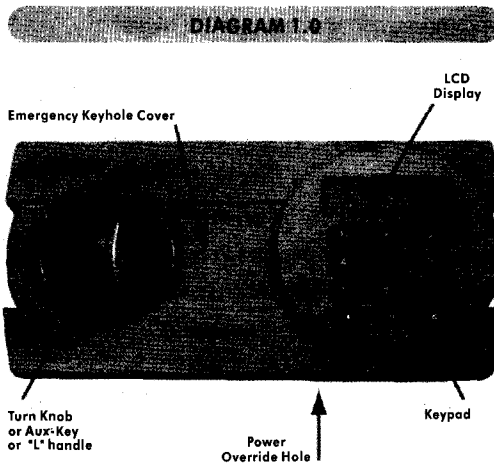 DIAGRAM 1.0
LCD
Display
Emergency Keyhole Cover
Turn Knob
or Aux-Key
or "L" handle
Power
Override Hole
Keypad